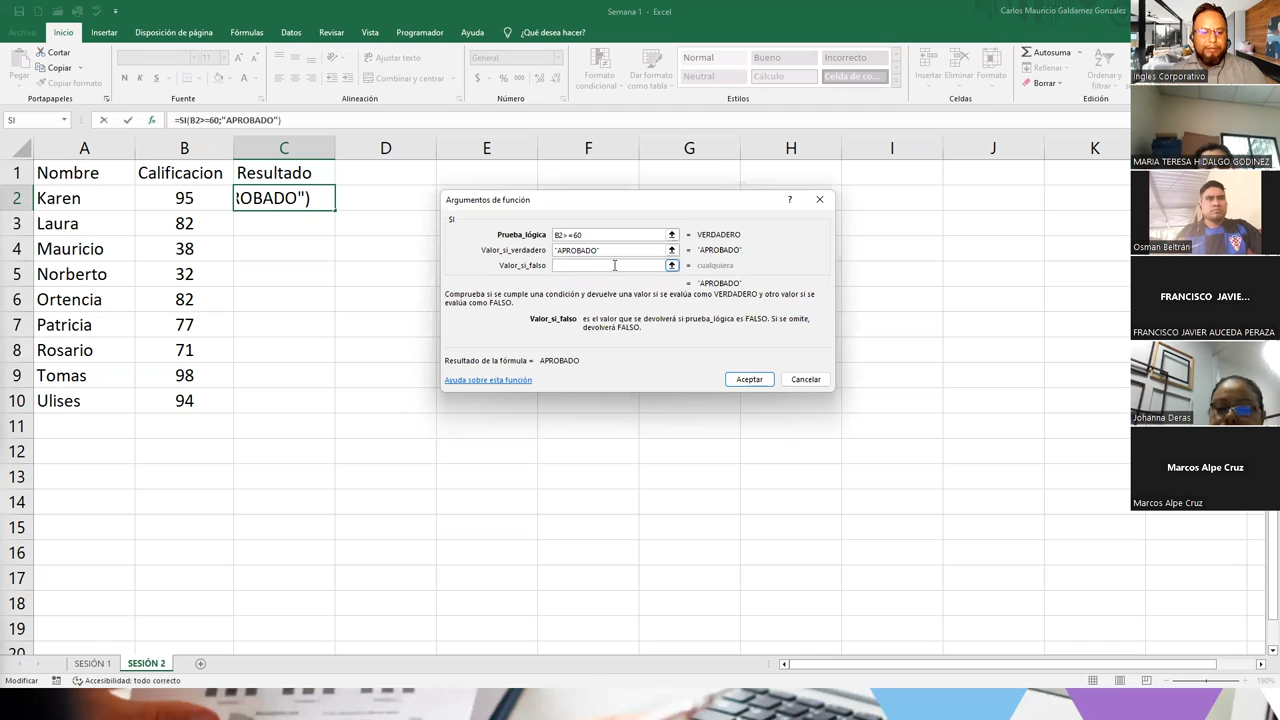 Semana 1 - Excel
Carlos Mauricio Galdamez Gonzalez
Archivo Inicio Insertar Disposición de página Fórmulas Datos Revisar Vista Programador Ayuda ¿Qué desea hacer?
Pegar
Cortar
Copiar
Copiar formato
Portapapeles
11
N K S
Fuente
Ajustar texto
Combinar y centrar
Alineación
General
Número
Formato condicional
Dar formato como tabla
Normal Bueno Incorrecto
Neutral Cálculo Celda de co...
Estilos
Insertar Eliminar Formato
Celdas
Autosuma
Rellenar
Borrar
Ordenar y
Edición
SI
=SI(B2>=60;"APROBADO")
A B C D E F G H I J K
1 Nombre Calificacion Resultado
2 Karen 95 ROBADO")
3 Laura 82
4 Mauricio 38
5 Norberto 32
6 Ortencia 82
7 Patricia 77
8 Rosario 71
9 Tomas 98
10 Ulises 94
11
12
13
14
15
16
17
18
19
20
Argumentos de función
SI
Prueba_lógica B2>=60 = VERDADERO
Valor_si_verdadero "APROBADO" = "APROBADO"
Valor_si_falso = cualquiera
= "APROBADO"
Comprueba si se cumple una condición y devuelve una valor si se evalúa como VERDADERO y otro valor si se
evalúa como FALSO.
Valor_si_falso es el valor que se devolverá si prueba_lógica es FALSO. Si se omite,
devolverá FALSO.
Resultado de la fórmula = APROBADO
Ayuda sobre esta función
Aceptar Cancelar
SESIÓN 1 SESIÓN 2
Modificar Accesibilidad: todo correcto
190%
Ingles Corporativo
MARIA TERESA HIDALGO GODINEZ
Osman Beltrán
FRANCISCO JAVIE...
FRANCISCO JAVIER AUCEDA PERAZA
Johanna Deras
Marcos Alpe Cruz
Marcos Alpe Cruz